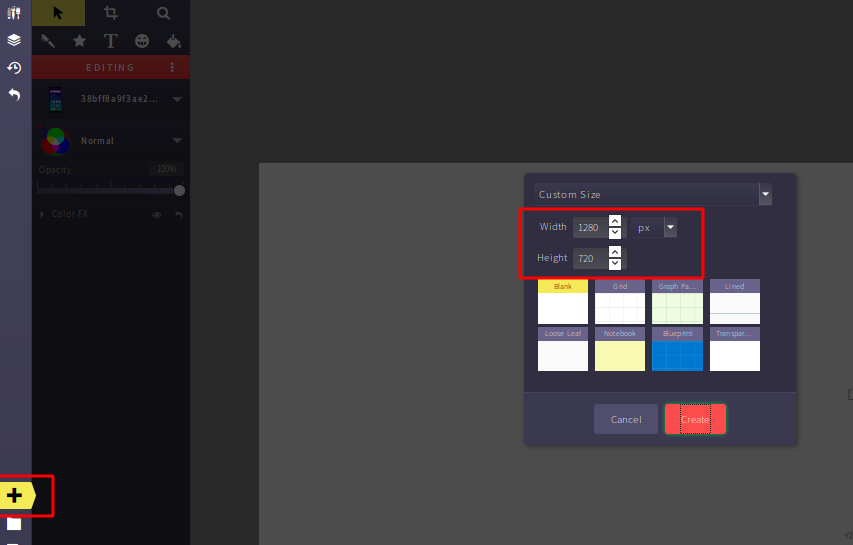 T
EDITING
38bff8a9f3ae2...
Normal
Opacity 100%
Color FX
Custom Size
Width 1280 px
Height 720
Blank Grid Graph Pa... Lined
Loose Leaf Notebook Blueprint Transpar...
Cancel Create